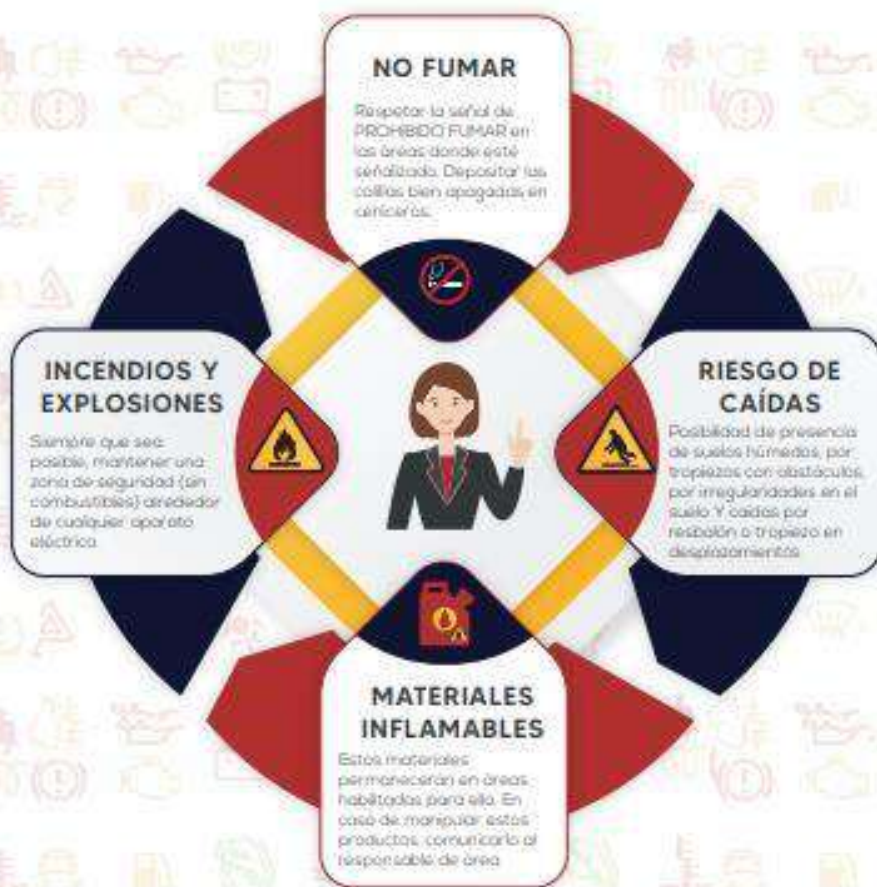 NO FUMAR
Respetar la señal de
PROHIBIDO FUMAR en
las áreas donde esté
señalizado. Depositar las
colillas bien apagadas en
ceniceros.
INCENDIOS Y
EXPLOSIONES
Siempre que sea
posible, mantener una
zona de seguridad (sin
combustibles) alrededor
de cualquier aparato
eléctrico.
RIESGO DE
CAÍDAS
Posibilidad de presencia
de suelos húmedos, por
tropiezos con obstáculos,
por irregularidades en el
suelo Y caídas por
resbalón o tropiezo en
desplazamientos
MATERIALES
INFLAMABLES
Estos materiales
permanecerán en áreas
habilitadas para ello. En
caso de manipular estos
productos, comunicarlo al
responsable de área